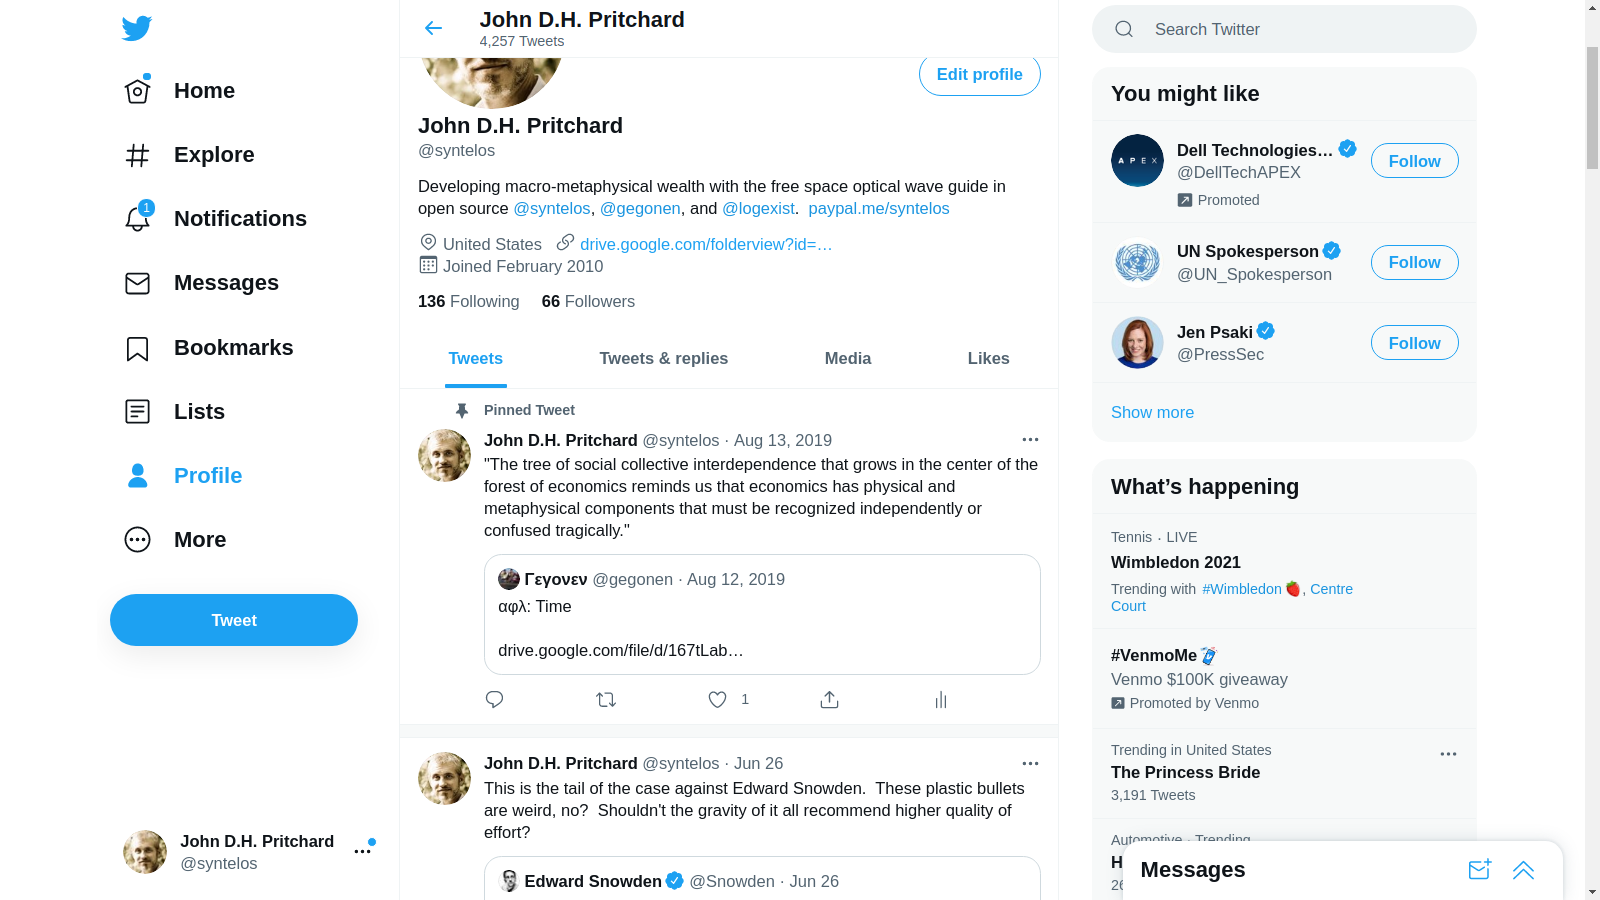 Home
Explore
1
Notifications
Messages
Bookmarks
Lists
Profile
More
Tweet
John D.H. Pritchard
@syntelos
John D.H. Pritchard
4,257 Tweets
Edit profile
John D.H. Pritchard
@syntelos
Developing macro-metaphysical wealth with the free space optical wave guide in
open source @syntelos, @gegonen, and @logexist.  paypal.me/syntelos
United States drive.google.com/folderview?id=…
Joined February 2010
136 Following 66 Followers
Tweets Tweets & replies Media Likes
Pinned Tweet
John D.H. Pritchard @syntelos · Aug 13, 2019
"The tree of social collective interdependence that grows in the center of the
forest of economics reminds us that economics has physical and
metaphysical components that must be recognized independently or
confused tragically."
Γεγονεν @gegonen · Aug 12, 2019
αφλ: Time
drive.google.com/file/d/167tLab…
1
John D.H. Pritchard @syntelos · Jun 26
This is the tail of the case against Edward Snowden.  These plastic bullets
are weird, no?  Shouldn't the gravity of it all recommend higher quality of
effort?
Edward Snowden @Snowden · Jun 26
Search Twitter
You might like
APEX
Dell Technologies…
@DellTechAPEX
Promoted
Follow
UN Spokesperson
@UN_Spokesperson
Follow
Jen Psaki
@PressSec
Follow
Show more
What's happening
Tennis · LIVE
Wimbledon 2021
Trending with #Wimbledon🍓, Centre
Court
#VenmoMe
Venmo $100K giveaway
Promoted by Venmo
Trending in United States
The Princess Bride
3,191 Tweets
Automotive · Trending
H
26
Messages